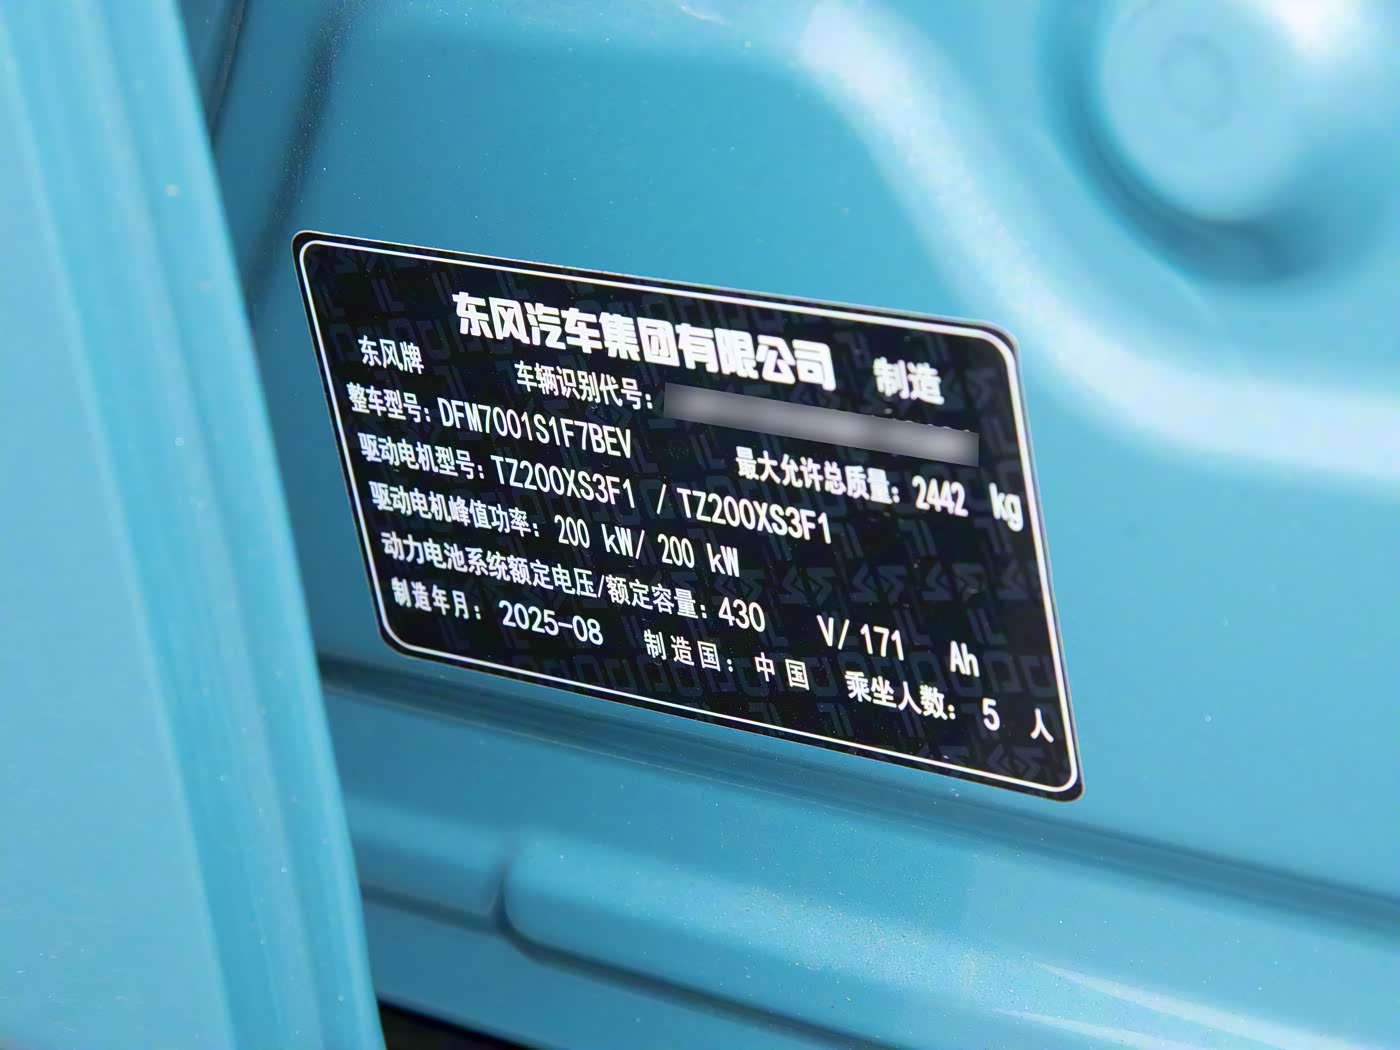 东风汽车集团有限公司 制造
东风牌 车辆识别代号:
整车型号: DFM7001S1F7BEV 最大允许总质量: 2442 kg
驱动电机型号: TZ200XS3F1 / TZ200XS3F1
驱动电机峰值功率: 200 kW/ 200 kW
动力电池系统额定电压/额定容量: 430 V/ 171 Ah
制造年月: 2025-08 制造国: 中国 乘坐人数: 5 人